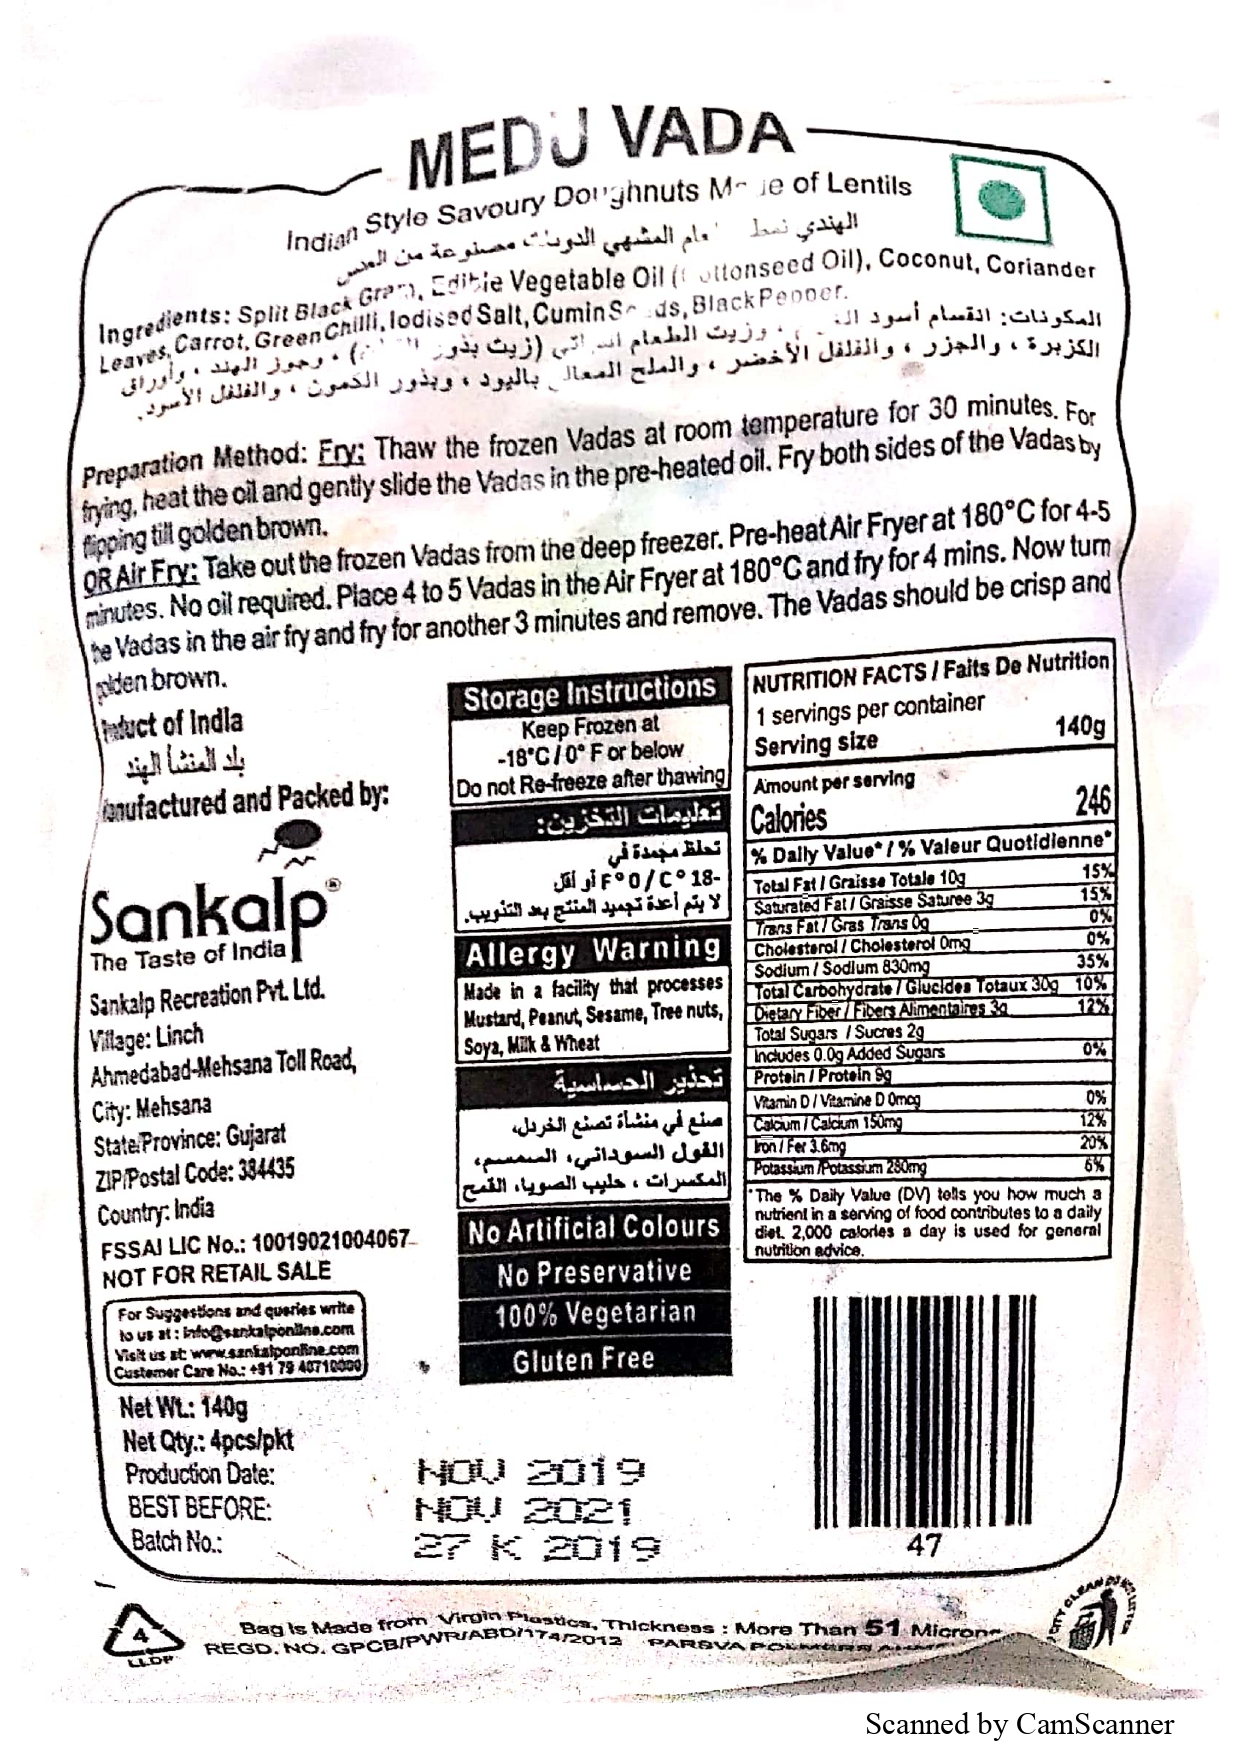 MEDU VADA
Indian Style Savoury Doughnuts Made of Lentils
الهندي نمط المشهي الدونات مصنوعة من العدس
Ingredients: Split Black Gram, Edible Vegetable Oil (Cottonseed Oil), Coconut, Coriander
Leaves, Carrot, Green Chilli, Iodised Salt, Cumin Seeds, Black Pepper.
المكونات: انقسام أسود وزيت الطعام (زيت بذور ، وجوز الهند ، وأوراق
الكزبرة ، والجزر ، والفلفل الأخضر ، والملح باليود ، وبذور الكمون ، والفلفل الأسود.
Preparation Method: Fry: Thaw the frozen Vadas at room temperature for 30 minutes. For
frying, heat the oil and gently slide the Vadas in the pre-heated oil. Fry both sides of the Vadas by
flipping till golden brown.
OR Air Fry: Take out the frozen Vadas from the deep freezer. Pre-heat Air Fryer at 180°C for 4-5
minutes. No oil required. Place 4 to 5 Vadas in the Air Fryer at 180°C and fry for 4 mins. Now turn
the Vadas in the air fry and fry for another 3 minutes and remove. The Vadas should be crisp and
golden brown.
Product of India
بلد المنشأ الهند
Manufactured and Packed by:
Sankalp®
The Taste of India
Sankalp Recreation Pvt. Ltd.
Village: Linch
Ahmedabad-Mehsana Toll Road,
City: Mehsana
State/Province: Gujarat
ZIP/Postal Code: 384435
Country: India
FSSAI LIC No.: 10019021004067
NOT FOR RETAIL SALE
For Suggestions and queries write
to us at : info@sankalponline.com
Visit us at: www.sankalponline.com
Customer Care No.: +91 79 40710000
Net Wt.: 140g
Net Qty.: 4pcs/pkt
Production Date: NOV 2019
BEST BEFORE: NOV 2021
Batch No.: 27 K 2019
Storage Instructions
Keep Frozen at
-18°C / 0° F or below
Do not Re-freeze after thawing
تعليمات التخزين:
تحفظ مجمدة في
-18 °C / 0 °F أو أقل
لا يتم أعدة تجميد المنتج بعد التذويب.
Allergy Warning
Made in a facility that processes
Mustard, Peanut, Sesame, Tree nuts,
Soya, Milk & Wheat
تحذير الحساسية
صنع في منشأة تصنع الخردل،
الفول السوداني، السمسم،
المكسرات ، حليب الصويا، القمح
No Artificial Colours
No Preservative
100% Vegetarian
Gluten Free
NUTRITION FACTS / Faits De Nutrition
1 servings per container
Serving size 140g
Amount per serving
Calories 246
% Daily Value* / % Valeur Quotidienne*
Total Fat / Graisse Totale 10g 15%
Saturated Fat / Graisse Saturee 3g 15%
Trans Fat / Gras Trans 0g 0%
Cholesterol / Cholesterol 0mg 0%
Sodium / Sodium 830mg 35%
Total Carbohydrate / Glucides Totaux 30g 10%
Dietary Fiber / Fibers Alimentaires 3g 12%
Total Sugars / Sucres 2g
Includes 0.0g Added Sugars 0%
Protein / Protein 9g
Vitamin D / Vitamine D 0mcg 0%
Calcium / Calcium 150mg 12%
Iron / Fer 3.6mg 20%
Potassium /Potassium 280mg 6%
*The % Daily Value (DV) tells you how much a
nutrient in a serving of food contributes to a daily
diet. 2,000 calories a day is used for general
nutrition advice.
47
4
LLDP
Bag is Made from Virgin Plastics, Thickness : More Than 51 Micron
REGD. NO. GPCB/PWR/ABD/174/2012 PARSVA
Scanned by CamScanner